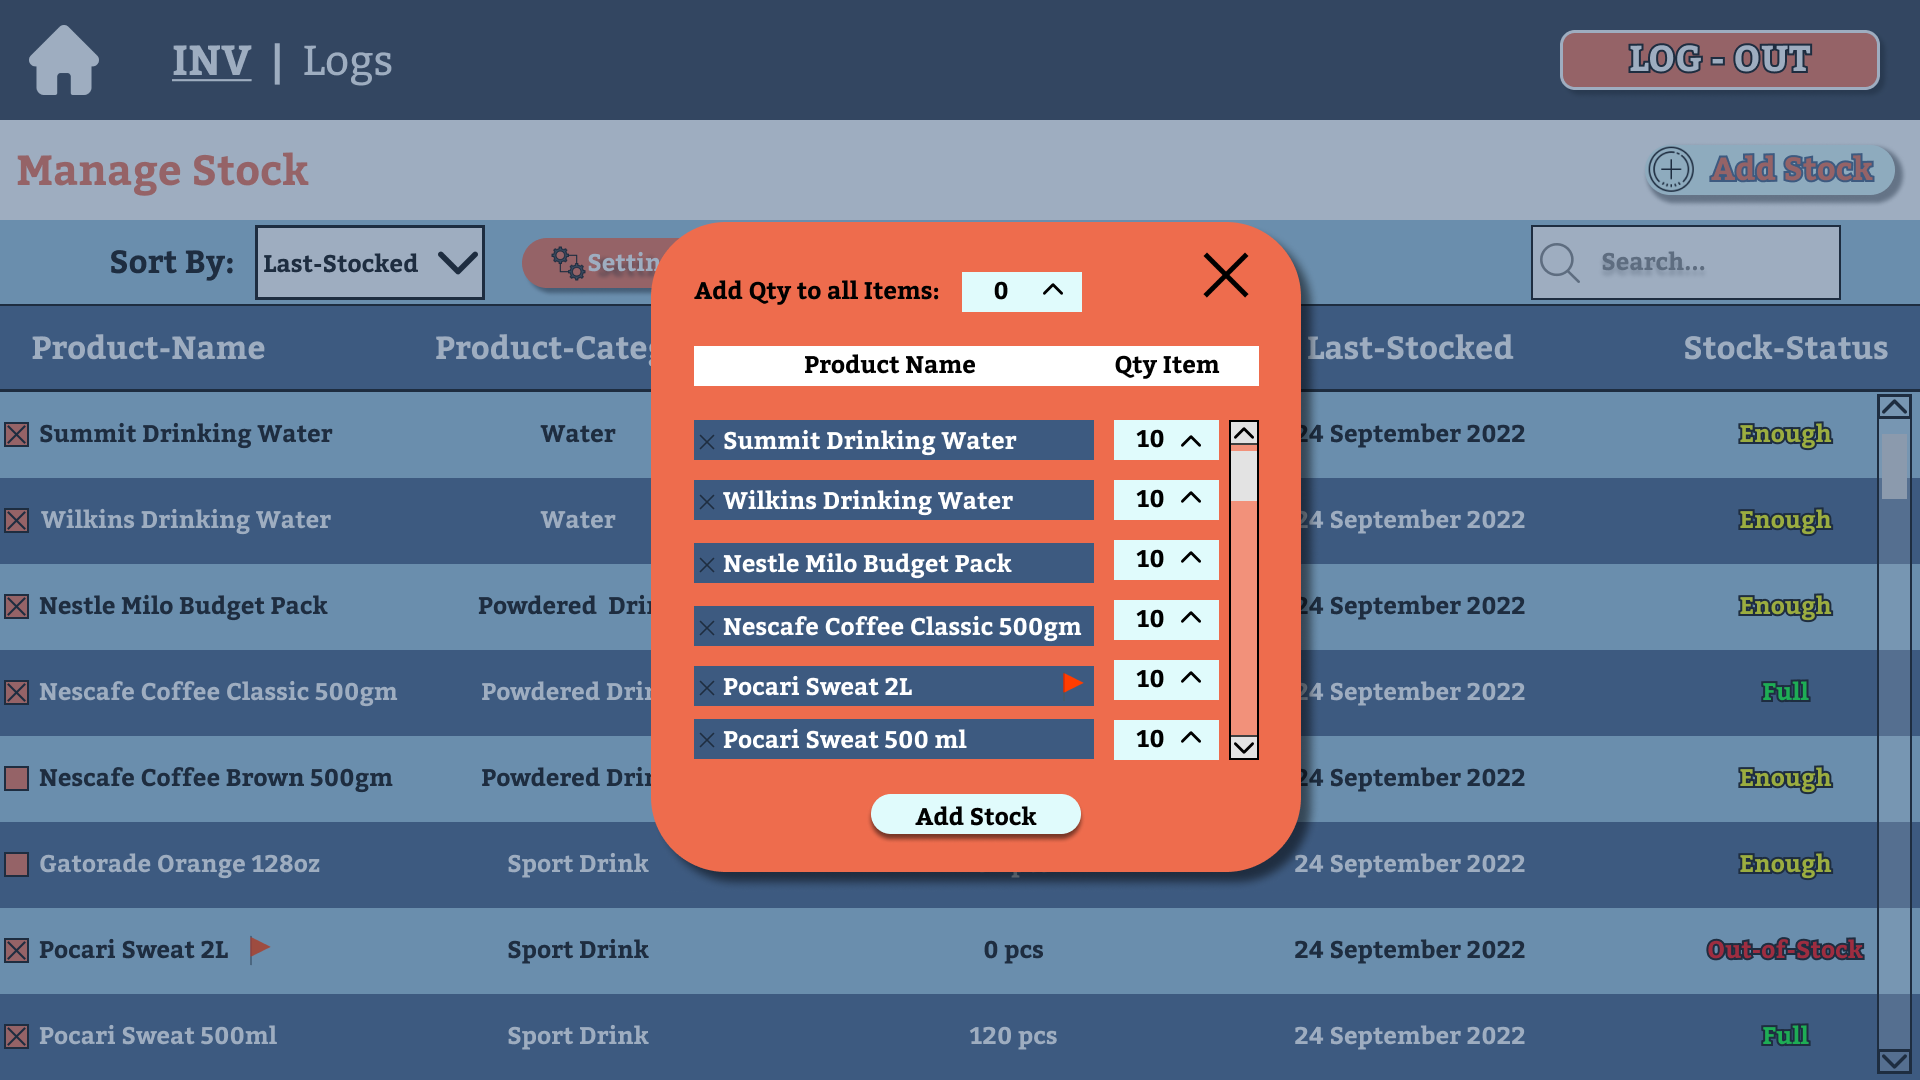 INV | Logs
LOG - OUT
Manage Stock
Add Stock
Sort By:
Last-Stocked
Settin
Search...
Add Qty to all Items:
0
Product Name
Qty Item
Summit Drinking Water
10
Wilkins Drinking Water
10
Nestle Milo Budget Pack
10
Nescafe Coffee Classic 500gm
10
Pocari Sweat 2L
10
Pocari Sweat 500 ml
10
Add Stock
Product-Name
Product-Categ
Last-Stocked
Stock-Status
Summit Drinking Water
Water
24 September 2022
Enough
Wilkins Drinking Water
Water
24 September 2022
Enough
Nestle Milo Budget Pack
Powdered Drin
24 September 2022
Enough
Nescafe Coffee Classic 500gm
Powdered Drin
24 September 2022
Full
Nescafe Coffee Brown 500gm
Powdered Drin
24 September 2022
Enough
Gatorade Orange 128oz
Sport Drink
24 September 2022
Enough
Pocari Sweat 2L
Sport Drink
0 pcs
24 September 2022
Out-of-Stock
Pocari Sweat 500ml
Sport Drink
120 pcs
24 September 2022
Full